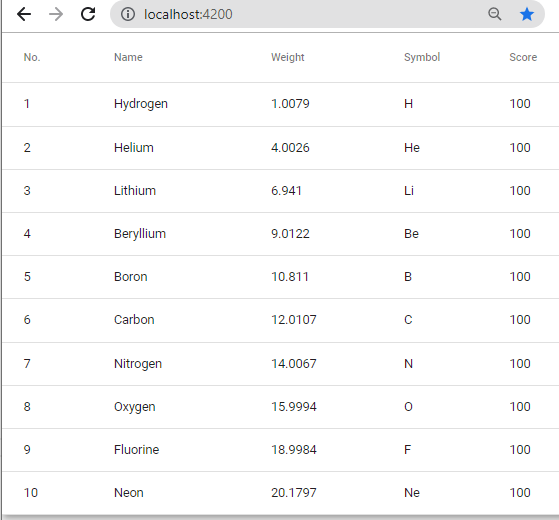 localhost:4200
No. Name Weight Symbol Score
1 Hydrogen 1.0079 H 100
2 Helium 4.0026 He 100
3 Lithium 6.941 Li 100
4 Beryllium 9.0122 Be 100
5 Boron 10.811 B 100
6 Carbon 12.0107 C 100
7 Nitrogen 14.0067 N 100
8 Oxygen 15.9994 O 100
9 Fluorine 18.9984 F 100
10 Neon 20.1797 Ne 100